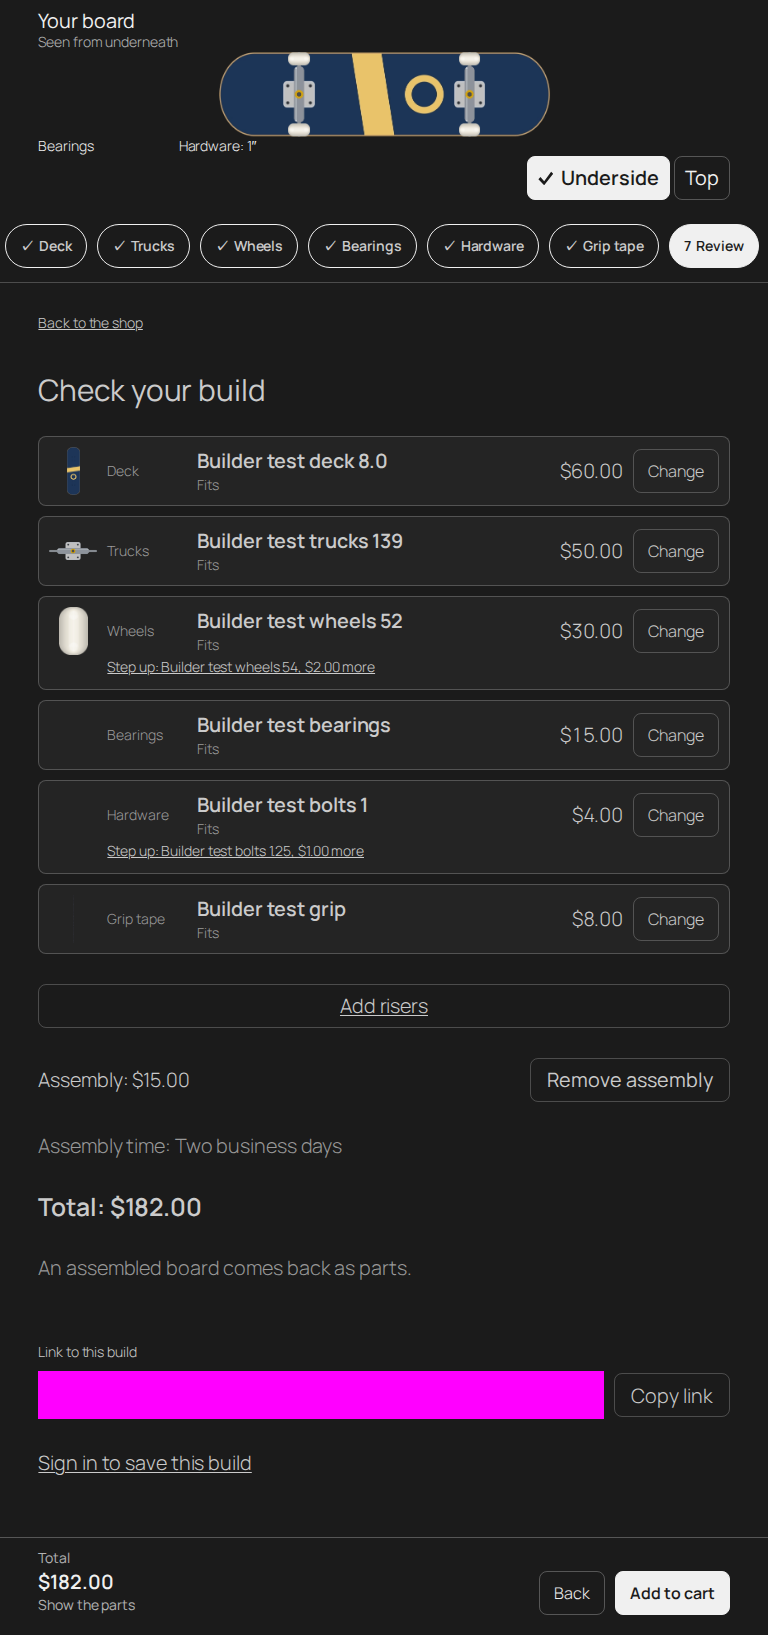 Your board
Seen from underneath
Bearings Hardware: 1″
✓ Underside Top
✓ Deck ✓ Trucks ✓ Wheels ✓ Bearings ✓ Hardware ✓ Grip tape 7 Review
Back to the shop
Check your build
Deck Builder test deck 8.0 $60.00 Change
Fits
Trucks Builder test trucks 139 $50.00 Change
Fits
Wheels Builder test wheels 52 $30.00 Change
Fits
Step up: Builder test wheels 54, $2.00 more
Bearings Builder test bearings $15.00 Change
Fits
Hardware Builder test bolts 1 $4.00 Change
Fits
Step up: Builder test bolts 1.25, $1.00 more
Grip tape Builder test grip $8.00 Change
Fits
Add risers
Assembly: $15.00 Remove assembly
Assembly time: Two business days
Total: $182.00
An assembled board comes back as parts.
Link to this build
Copy link
Sign in to save this build
Total
$182.00
Show the parts
Back Add to cart